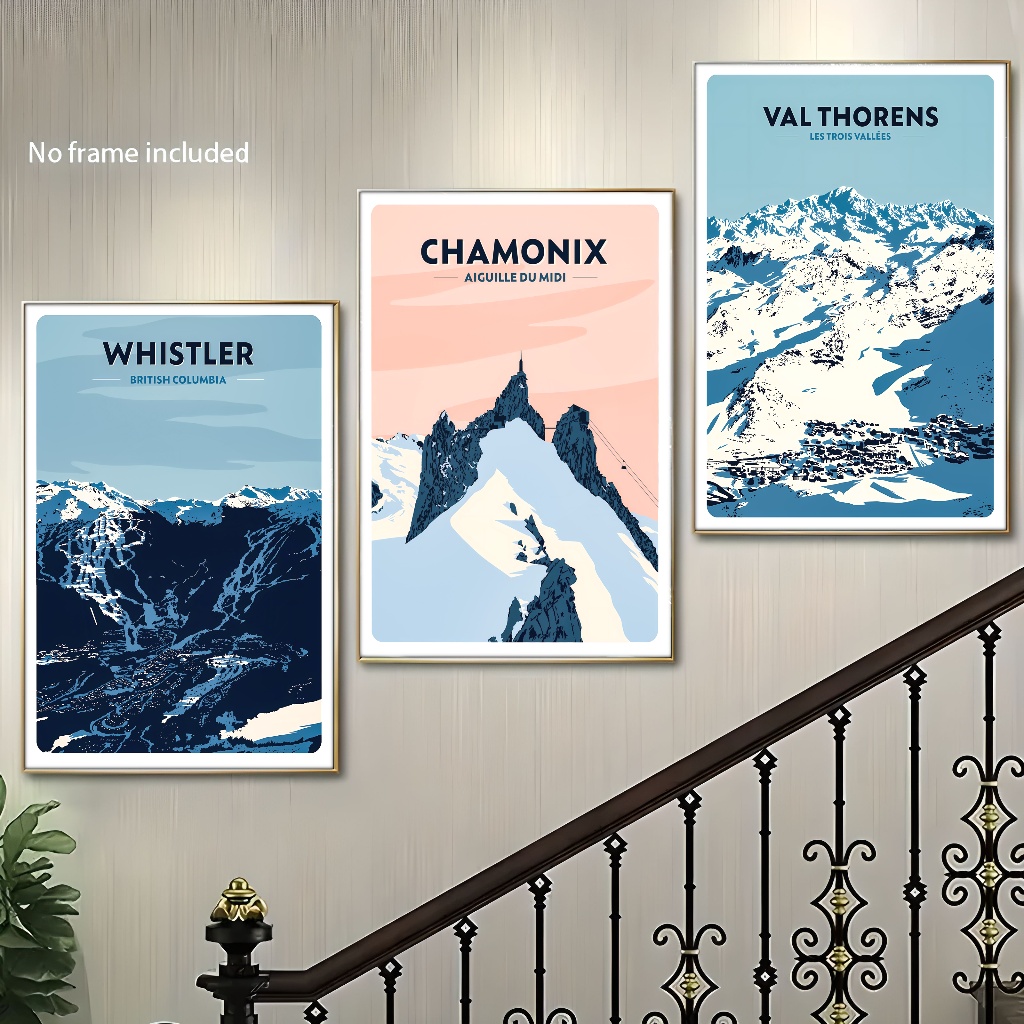 No frame included
WHISTLER
BRITISH COLUMBIA
CHAMONIX
AIGUILLE DU MIDI
VAL THORENS
LES TROIS VALLÉES